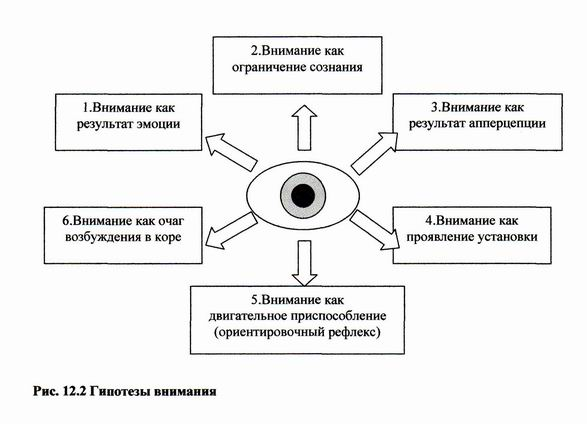 2.Внимание как
ограничение сознания
1.Внимание как
результат эмоции
3.Внимание как
результат апперцепции
6.Внимание как очаг
возбуждения в коре
4.Внимание как
проявление установки
5.Внимание как
двигательное приспособление
(ориентировочный рефлекс)
Рис. 12.2 Гипотезы внимания